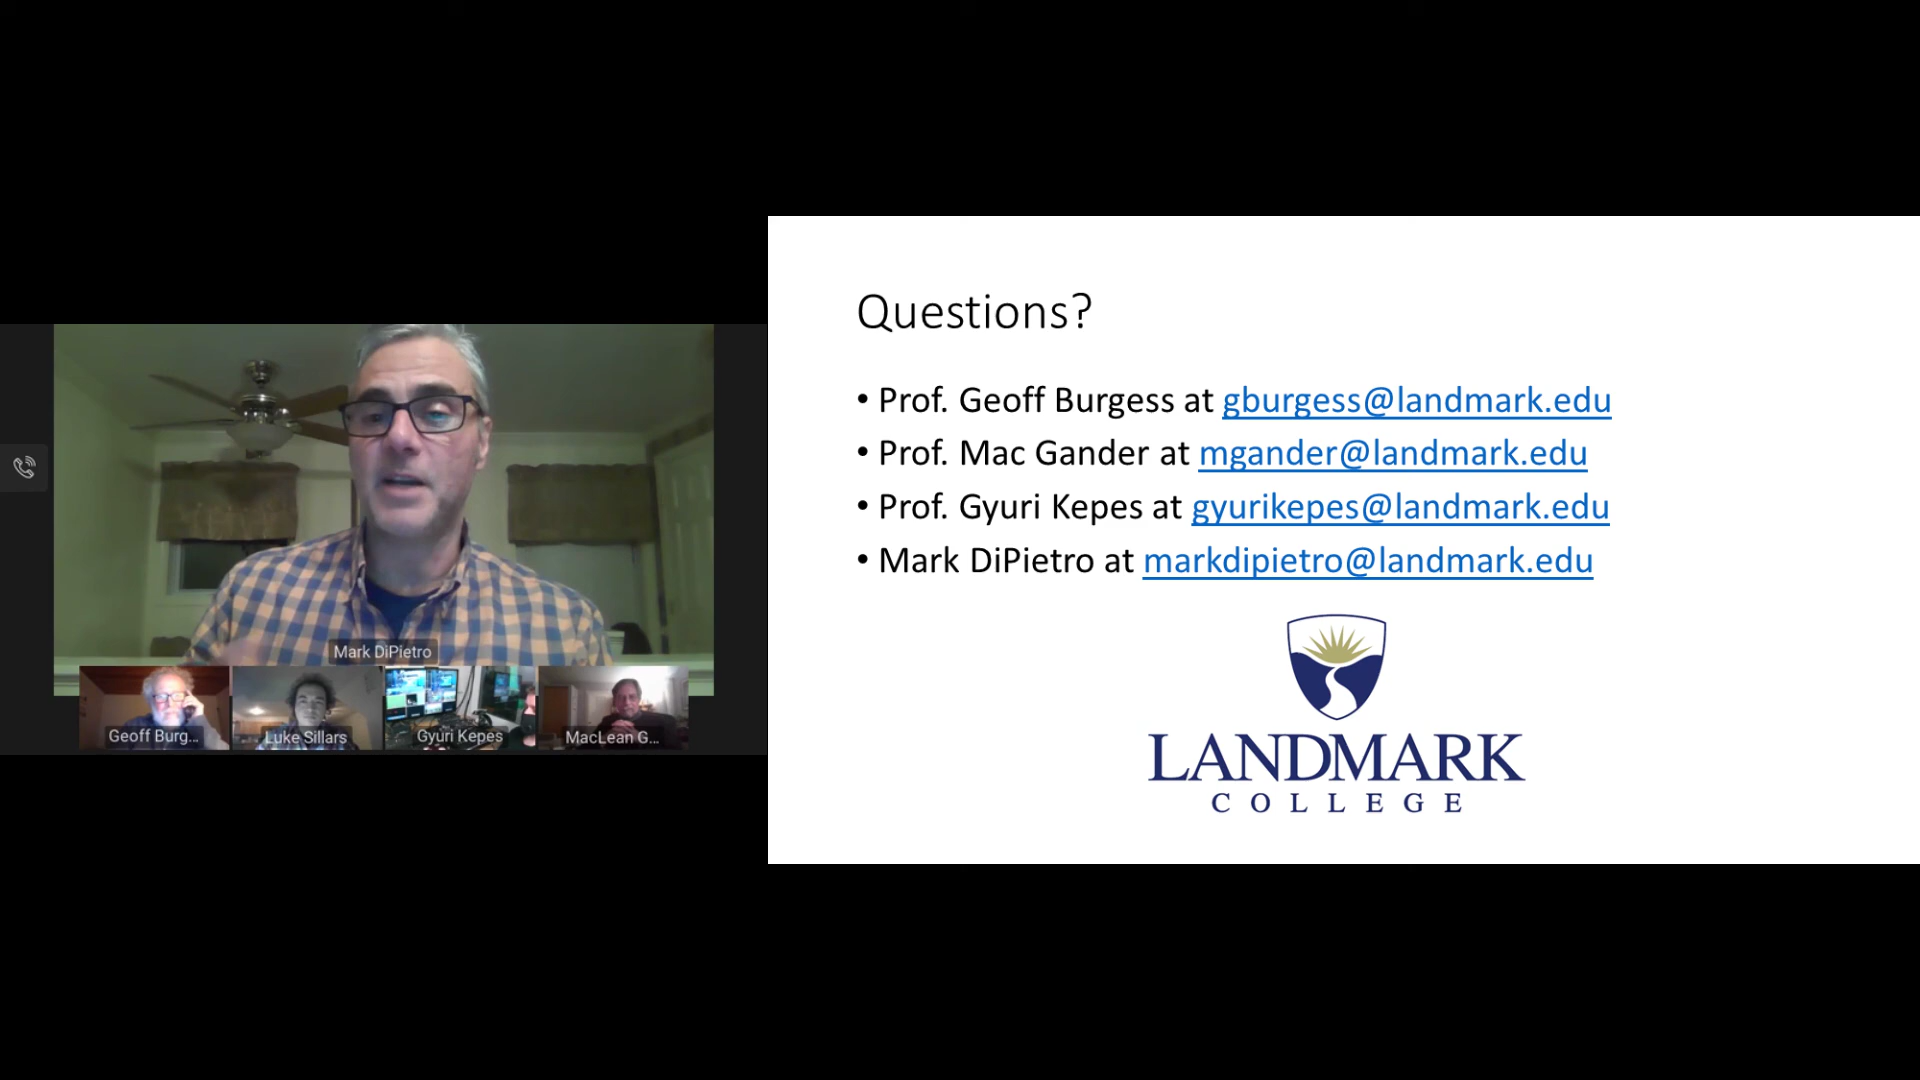 Questions?
• Prof. Geoff Burgess at gburgess@landmark.edu
• Prof. Mac Gander at mgander@landmark.edu
• Prof. Gyuri Kepes at gyurikepes@landmark.edu
• Mark DiPietro at markdipietro@landmark.edu
LANDMARK
COLLEGE
Mark DiPietro
Geoff Burg...
Luke Sillars
Gyuri Kepes
MacLean G...